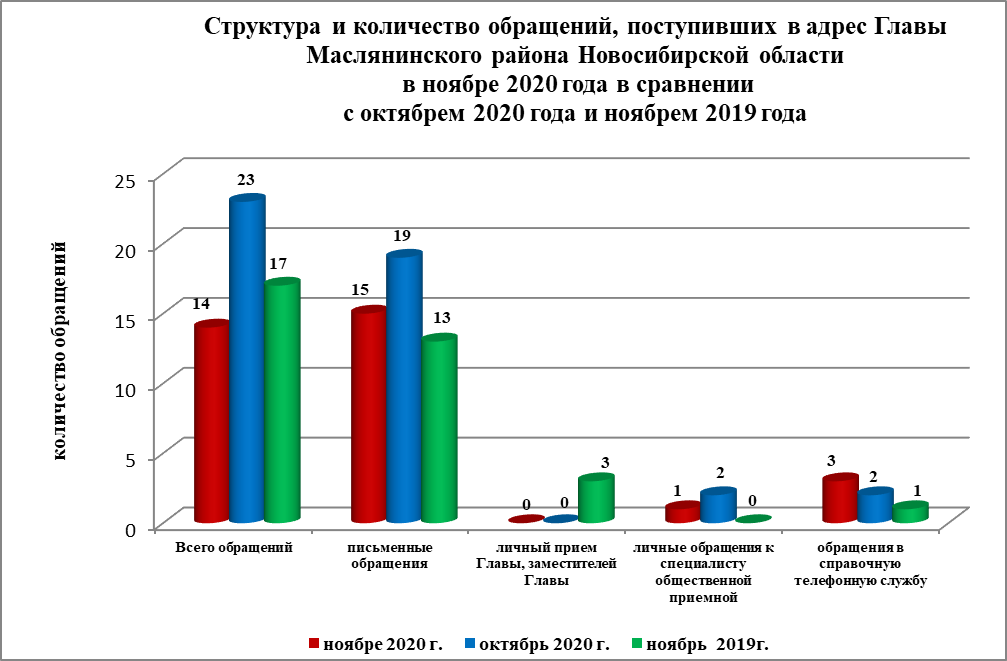 Структура и количество обращений, поступивших в адрес Главы
Маслянинского района Новосибирской области
в ноябре 2020 года в сравнении
с октябрем 2020 года и ноябрем 2019 года
количество обращений
25
20
15
10
5
0
14
23
17
15
19
13
0
0
3
1
2
0
3
2
1
Всего обращений
письменные
обращения
личный прием
Главы, заместителей
Главы
личные обращения к
специалисту
общественной
приемной
обращения в
справочную
телефонную службу
ноябре 2020 г.
октябрь 2020 г.
ноябрь 2019г.